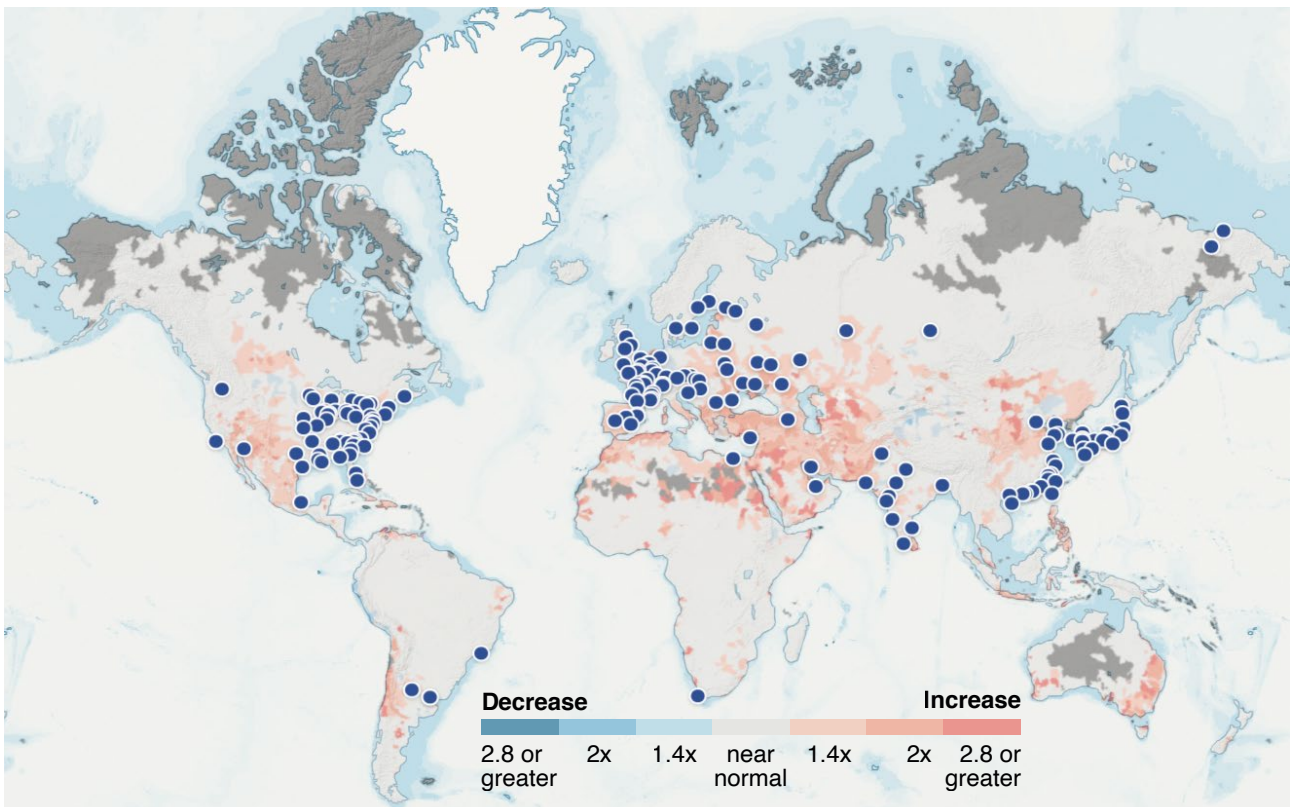 Decrease
Increase
2.8 or greater
2x
1.4x
near normal
1.4x
2x
2.8 or greater